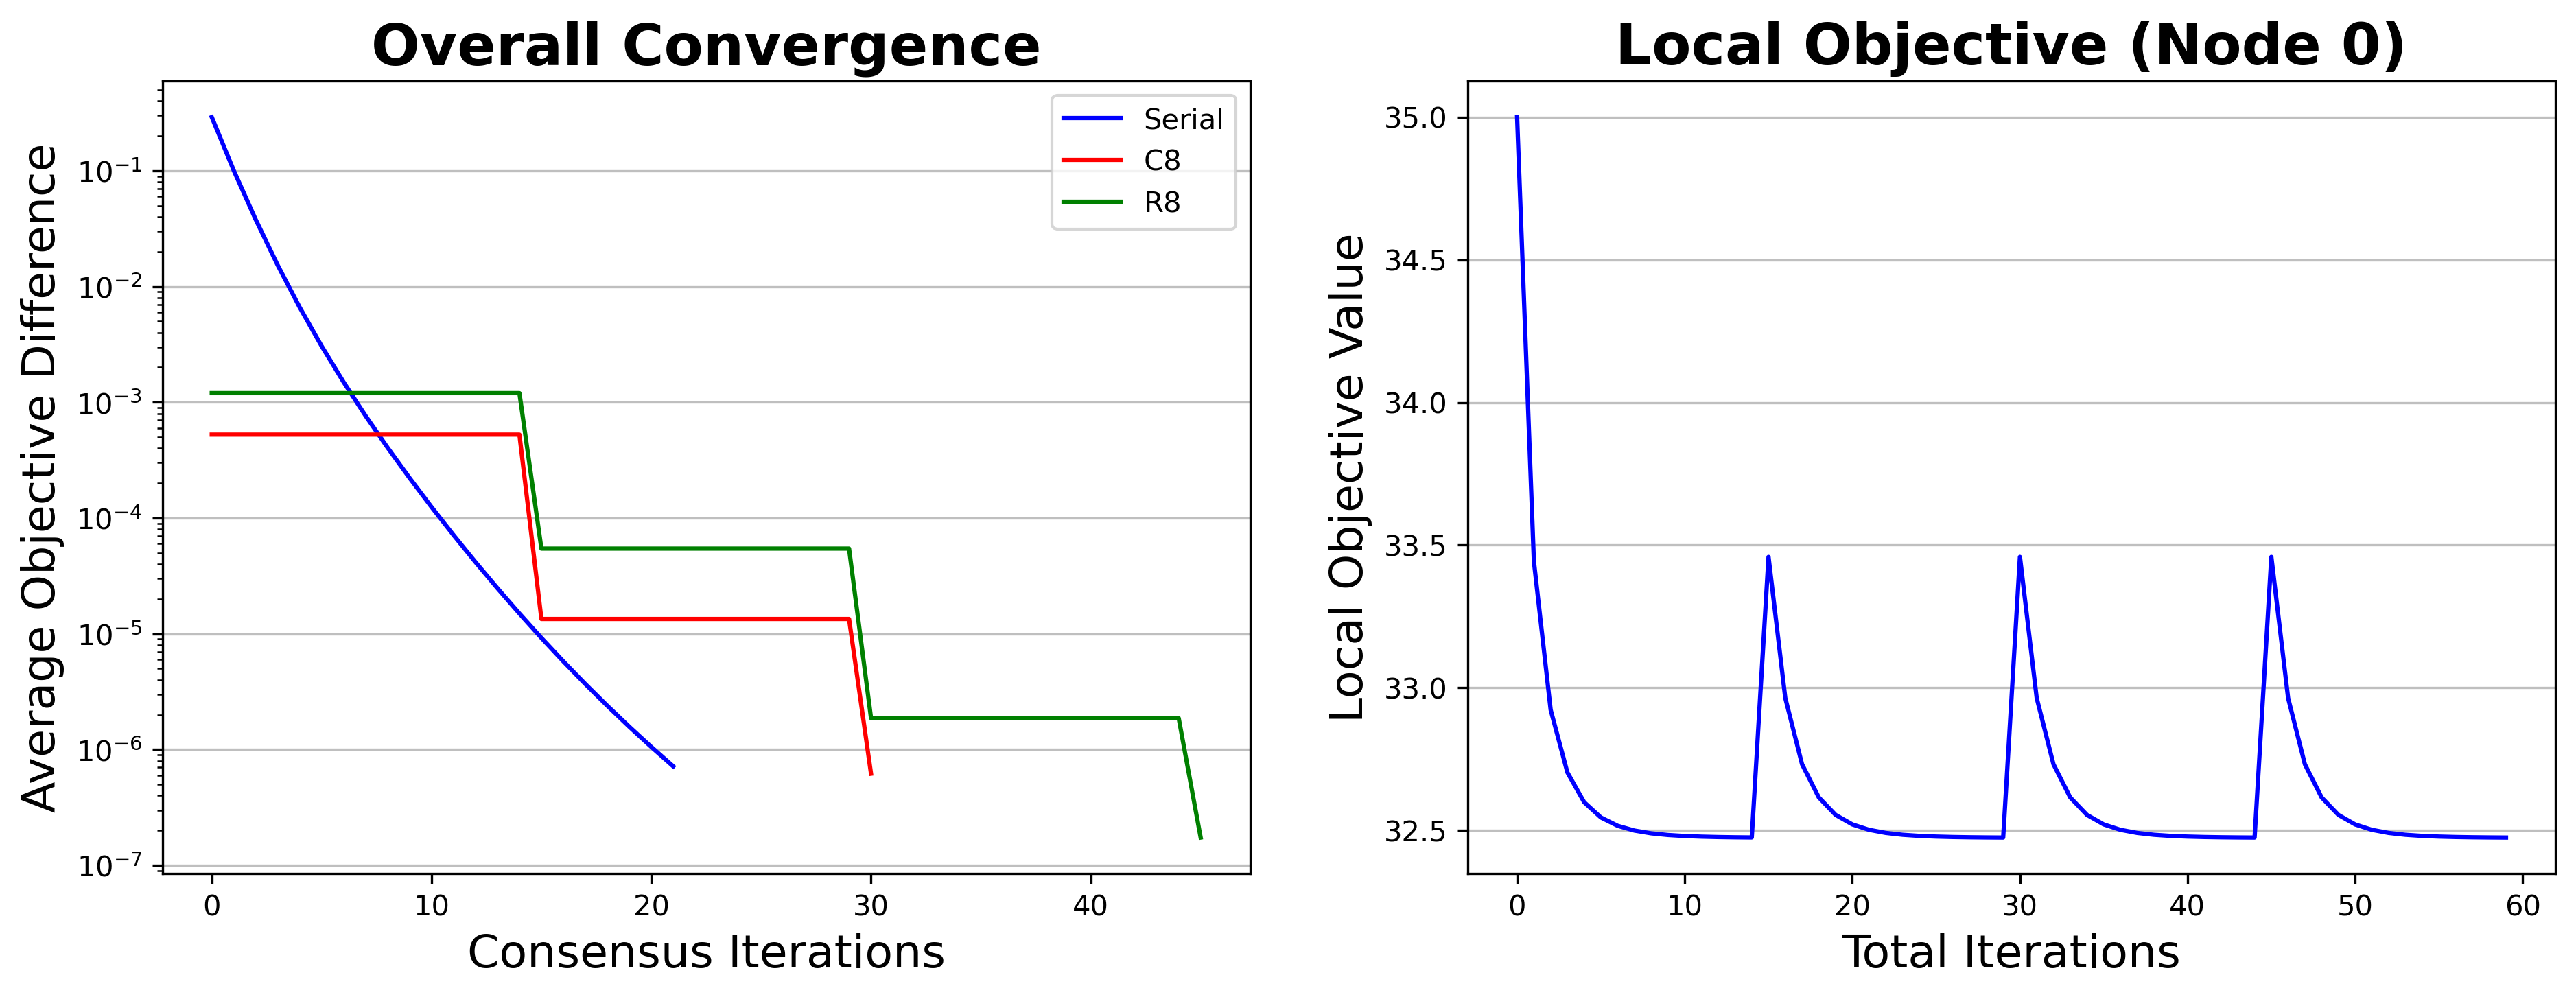 Overall Convergence
Average Objective Difference
10⁻¹
10⁻²
10⁻³
10⁻⁴
10⁻⁵
10⁻⁶
10⁻⁷
Serial
C8
R8
0 10 20 30 40
Consensus Iterations
Local Objective (Node 0)
Local Objective Value
35.0
34.5
34.0
33.5
33.0
32.5
0 10 20 30 40 50 60
Total Iterations